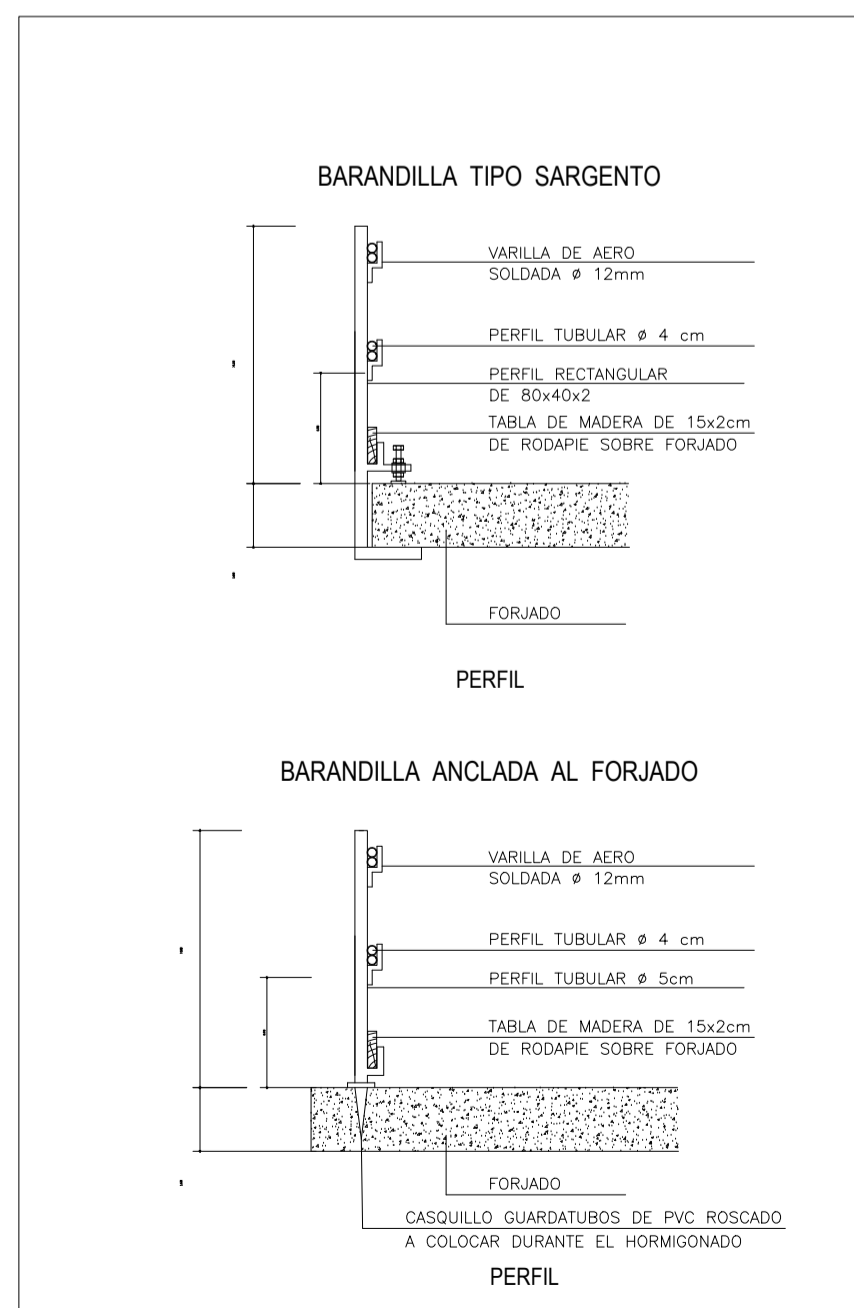 BARANDILLA TIPO SARGENTO
VARILLA DE AERO
SOLDADA Ø 12mm
PERFIL TUBULAR Ø 4 cm
PERFIL RECTANGULAR
DE 80x40x2
TABLA DE MADERA DE 15x2cm
DE RODAPIE SOBRE FORJADO
FORJADO
PERFIL
BARANDILLA ANCLADA AL FORJADO
VARILLA DE AERO
SOLDADA Ø 12mm
PERFIL TUBULAR Ø 4 cm
PERFIL TUBULAR Ø 5cm
TABLA DE MADERA DE 15x2cm
DE RODAPIE SOBRE FORJADO
FORJADO
CASQUILLO GUARDATUBOS DE PVC ROSCADO
A COLOCAR DURANTE EL HORMIGONADO
PERFIL